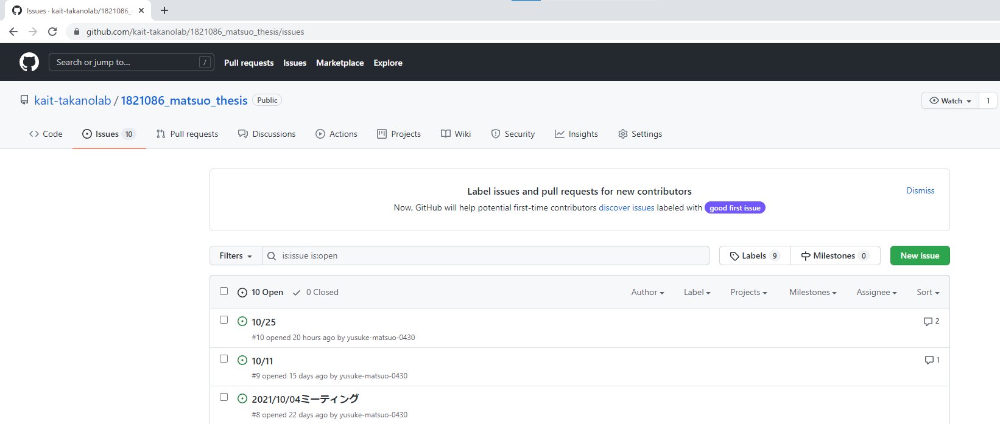 Issues · kait-takanolab/1821086_
github.com/kait-takanolab/1821086_matsuo_thesis/issues
Search or jump to... / Pull requests Issues Marketplace Explore
kait-takanolab / 1821086_matsuo_thesis Public Watch 1
Code Issues 10 Pull requests Discussions Actions Projects Wiki Security Insights Settings
Label issues and pull requests for new contributors Dismiss
Now, GitHub will help potential first-time contributors discover issues labeled with good first issue
Filters is:issue is:open Labels 9 Milestones 0 New issue
10 Open 0 Closed Author Label Projects Milestones Assignee Sort
10/25 2
#10 opened 20 hours ago by yusuke-matsuo-0430
10/11 1
#9 opened 15 days ago by yusuke-matsuo-0430
2021/10/04ミーティング
#8 opened 22 days ago by yusuke-matsuo-0430